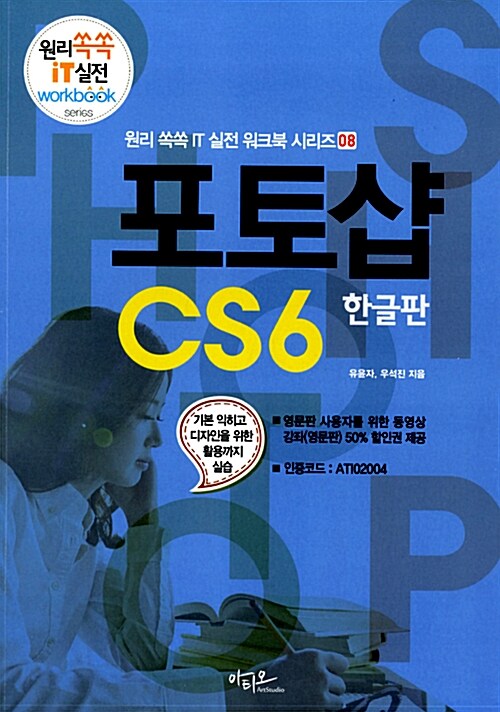 원리쏙쏙
iT실전
workbook
series
원리 쏙쏙 IT 실전 워크북 시리즈 08
포토샵
CS6 한글판
유윤자, 우석진 지음
기본 익히고
디자인을 위한
활용까지
실습
■ 영문판 사용자를 위한 동영상
강좌(영문판) 50% 할인권 제공
■ 인증코드 : ATI02004
PHOTOSHOP
아티오
ArtStudio